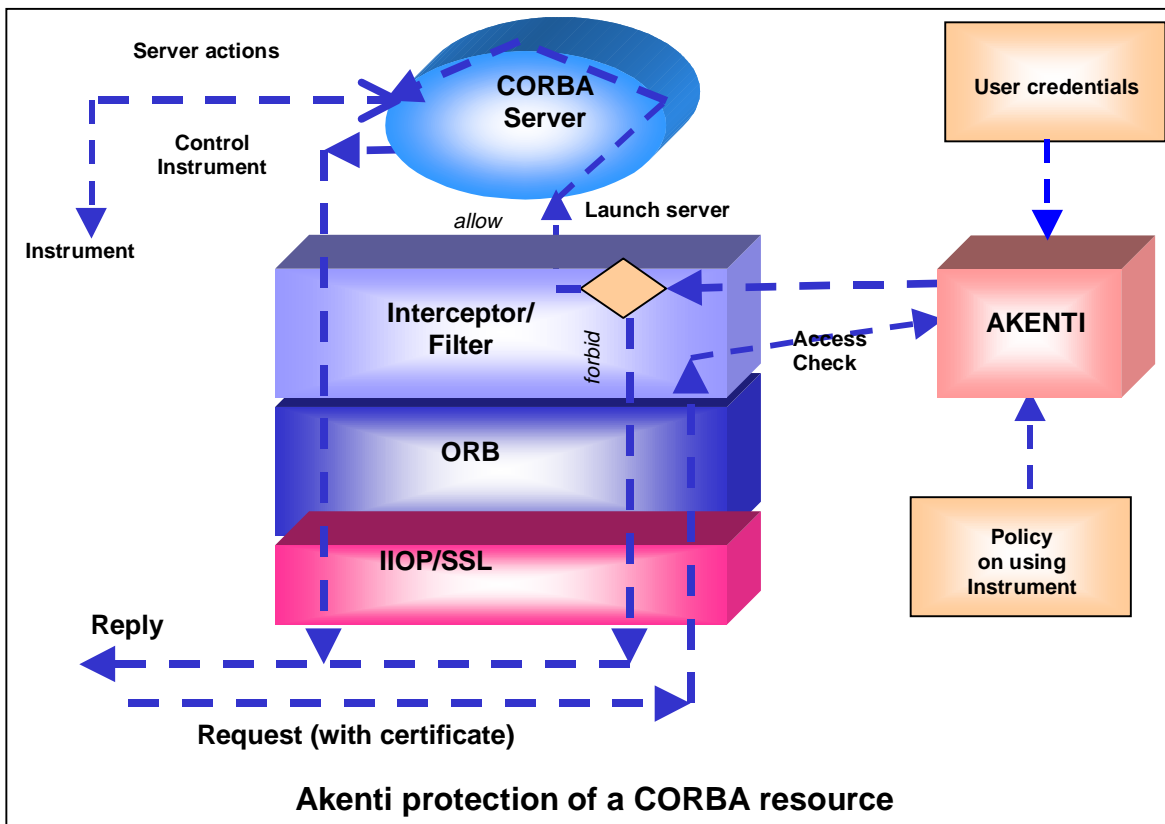 Server actions
CORBA
Server
User credentials
Control
Instrument
Instrument
allow
Launch server
Interceptor/
Filter
forbid
Access
Check
AKENTI
ORB
IIOP/SSL
Policy
on using
Instrument
Reply
Request (with certificate)
Akenti protection of a CORBA resource